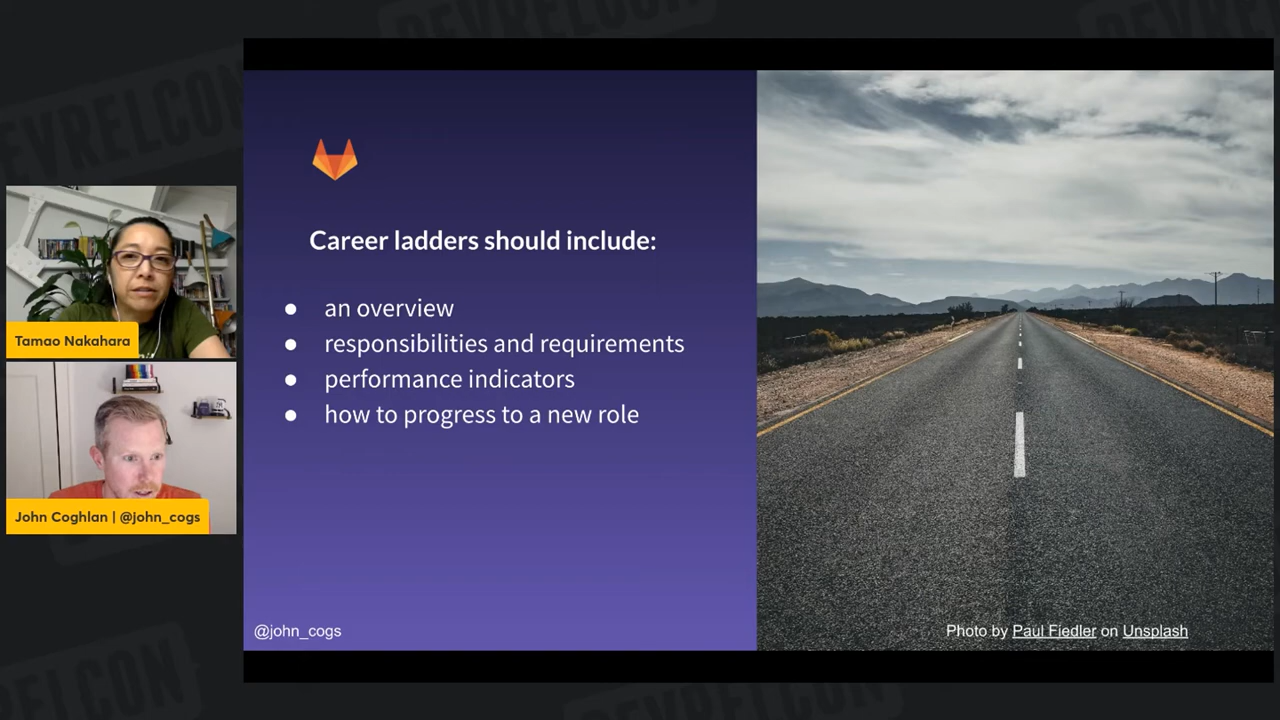 DEVRELCON
Tamao Nakahara
John Coghlan | @john_cogs
Career ladders should include:
● an overview
● responsibilities and requirements
● performance indicators
● how to progress to a new role
@john_cogs
Photo by Paul Fiedler on Unsplash